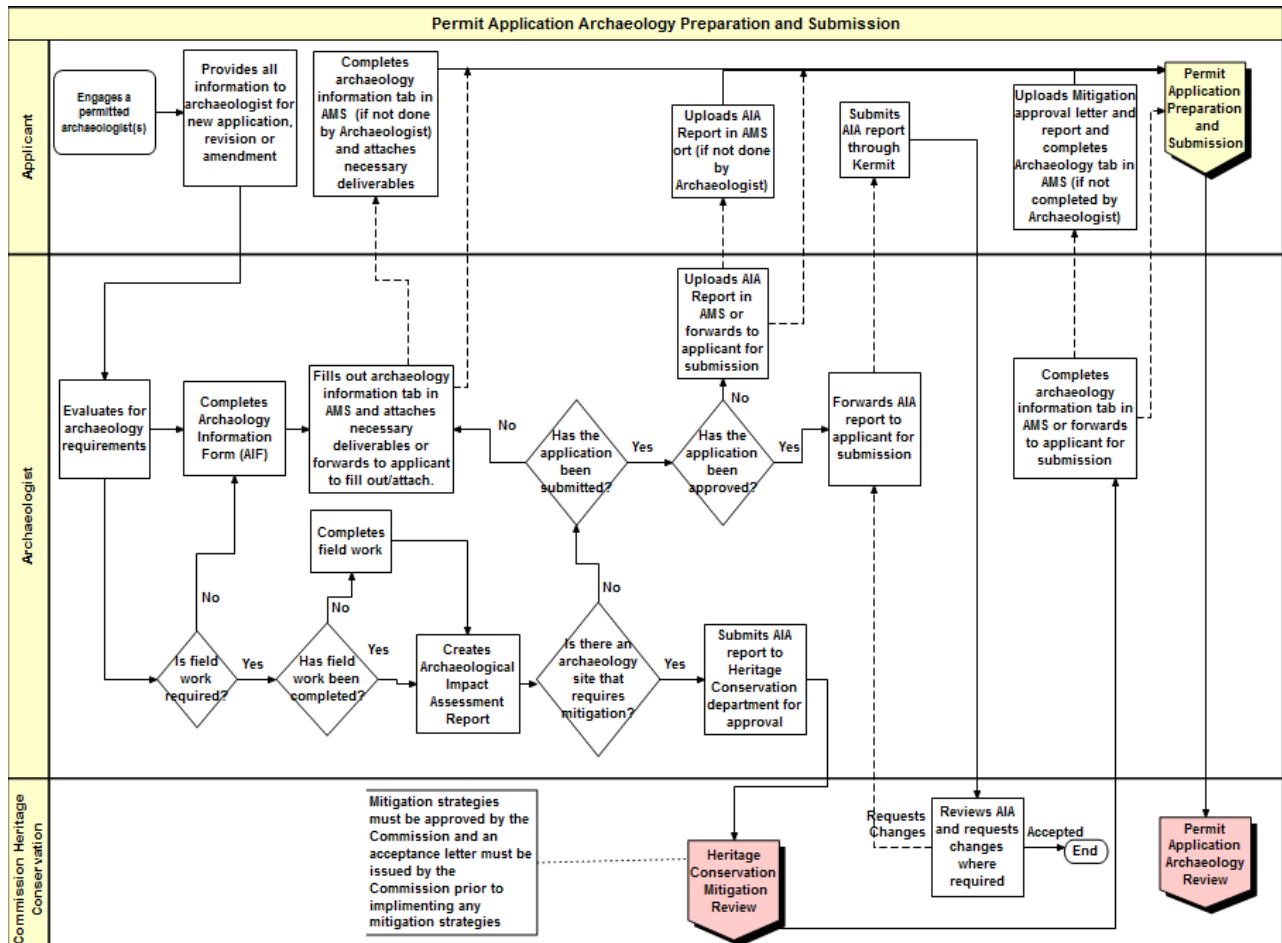 Permit Application Archaeology Preparation and Submission
Applicant
Engages a
permitted
archaeologist(s)
Provides all
information to
archaeologist for
new application,
revision or
amendment
Completes
archaeology
information tab in
AMS (if not done
by Archaeologist)
and attaches
necessary
deliverables
Uploads AIA
Report in AMS
ort (if not done
by
Archaeologist)
Submits
AIA report
through
Kermit
Uploads Mitigation
approval letter and
report and
completes
Archaeology tab in
AMS (if not
completed by
Archaeologist)
Permit
Application
Preparation
and
Submission
Archaeologist
Evaluates for
archaeology
requirements
Completes
Archaology
Information
Form (AIF)
Fills out archaeology
information tab in
AMS and attaches
necessary
deliverables or
forwards to applicant
to fill out/attach.
No
Has the
application
been
submitted?
Yes
Uploads AIA
Report in
AMS or
forwards to
applicant for
submission
No
Has the
application
been
approved?
Yes
Forwards AIA
report to
applicant for
submission
Completes
archaeology
information tab in
AMS or forwards
to applicant for
submission
No
Is field
work
required?
Yes
Completes
field work
No
Has field
work been
completed?
Yes
Creates
Archaeological
Impact
Assessment
Report
No
Is there an
archaeology
site that
requires
mitigation?
Yes
Submits AIA
report to
Heritage
Conservation
department for
approval
Commission Heritage
Conservation
Mitigation strategies
must be approved by
the Commission and an
acceptance letter must be
issued by the
Commission prior to
implimenting any
mitigation strategies
Heritage
Conservation
Mitigation
Review
Requests
Changes
Reviews AIA
and requests
changes
where
required
Accepted
End
Permit
Application
Archaeology
Review